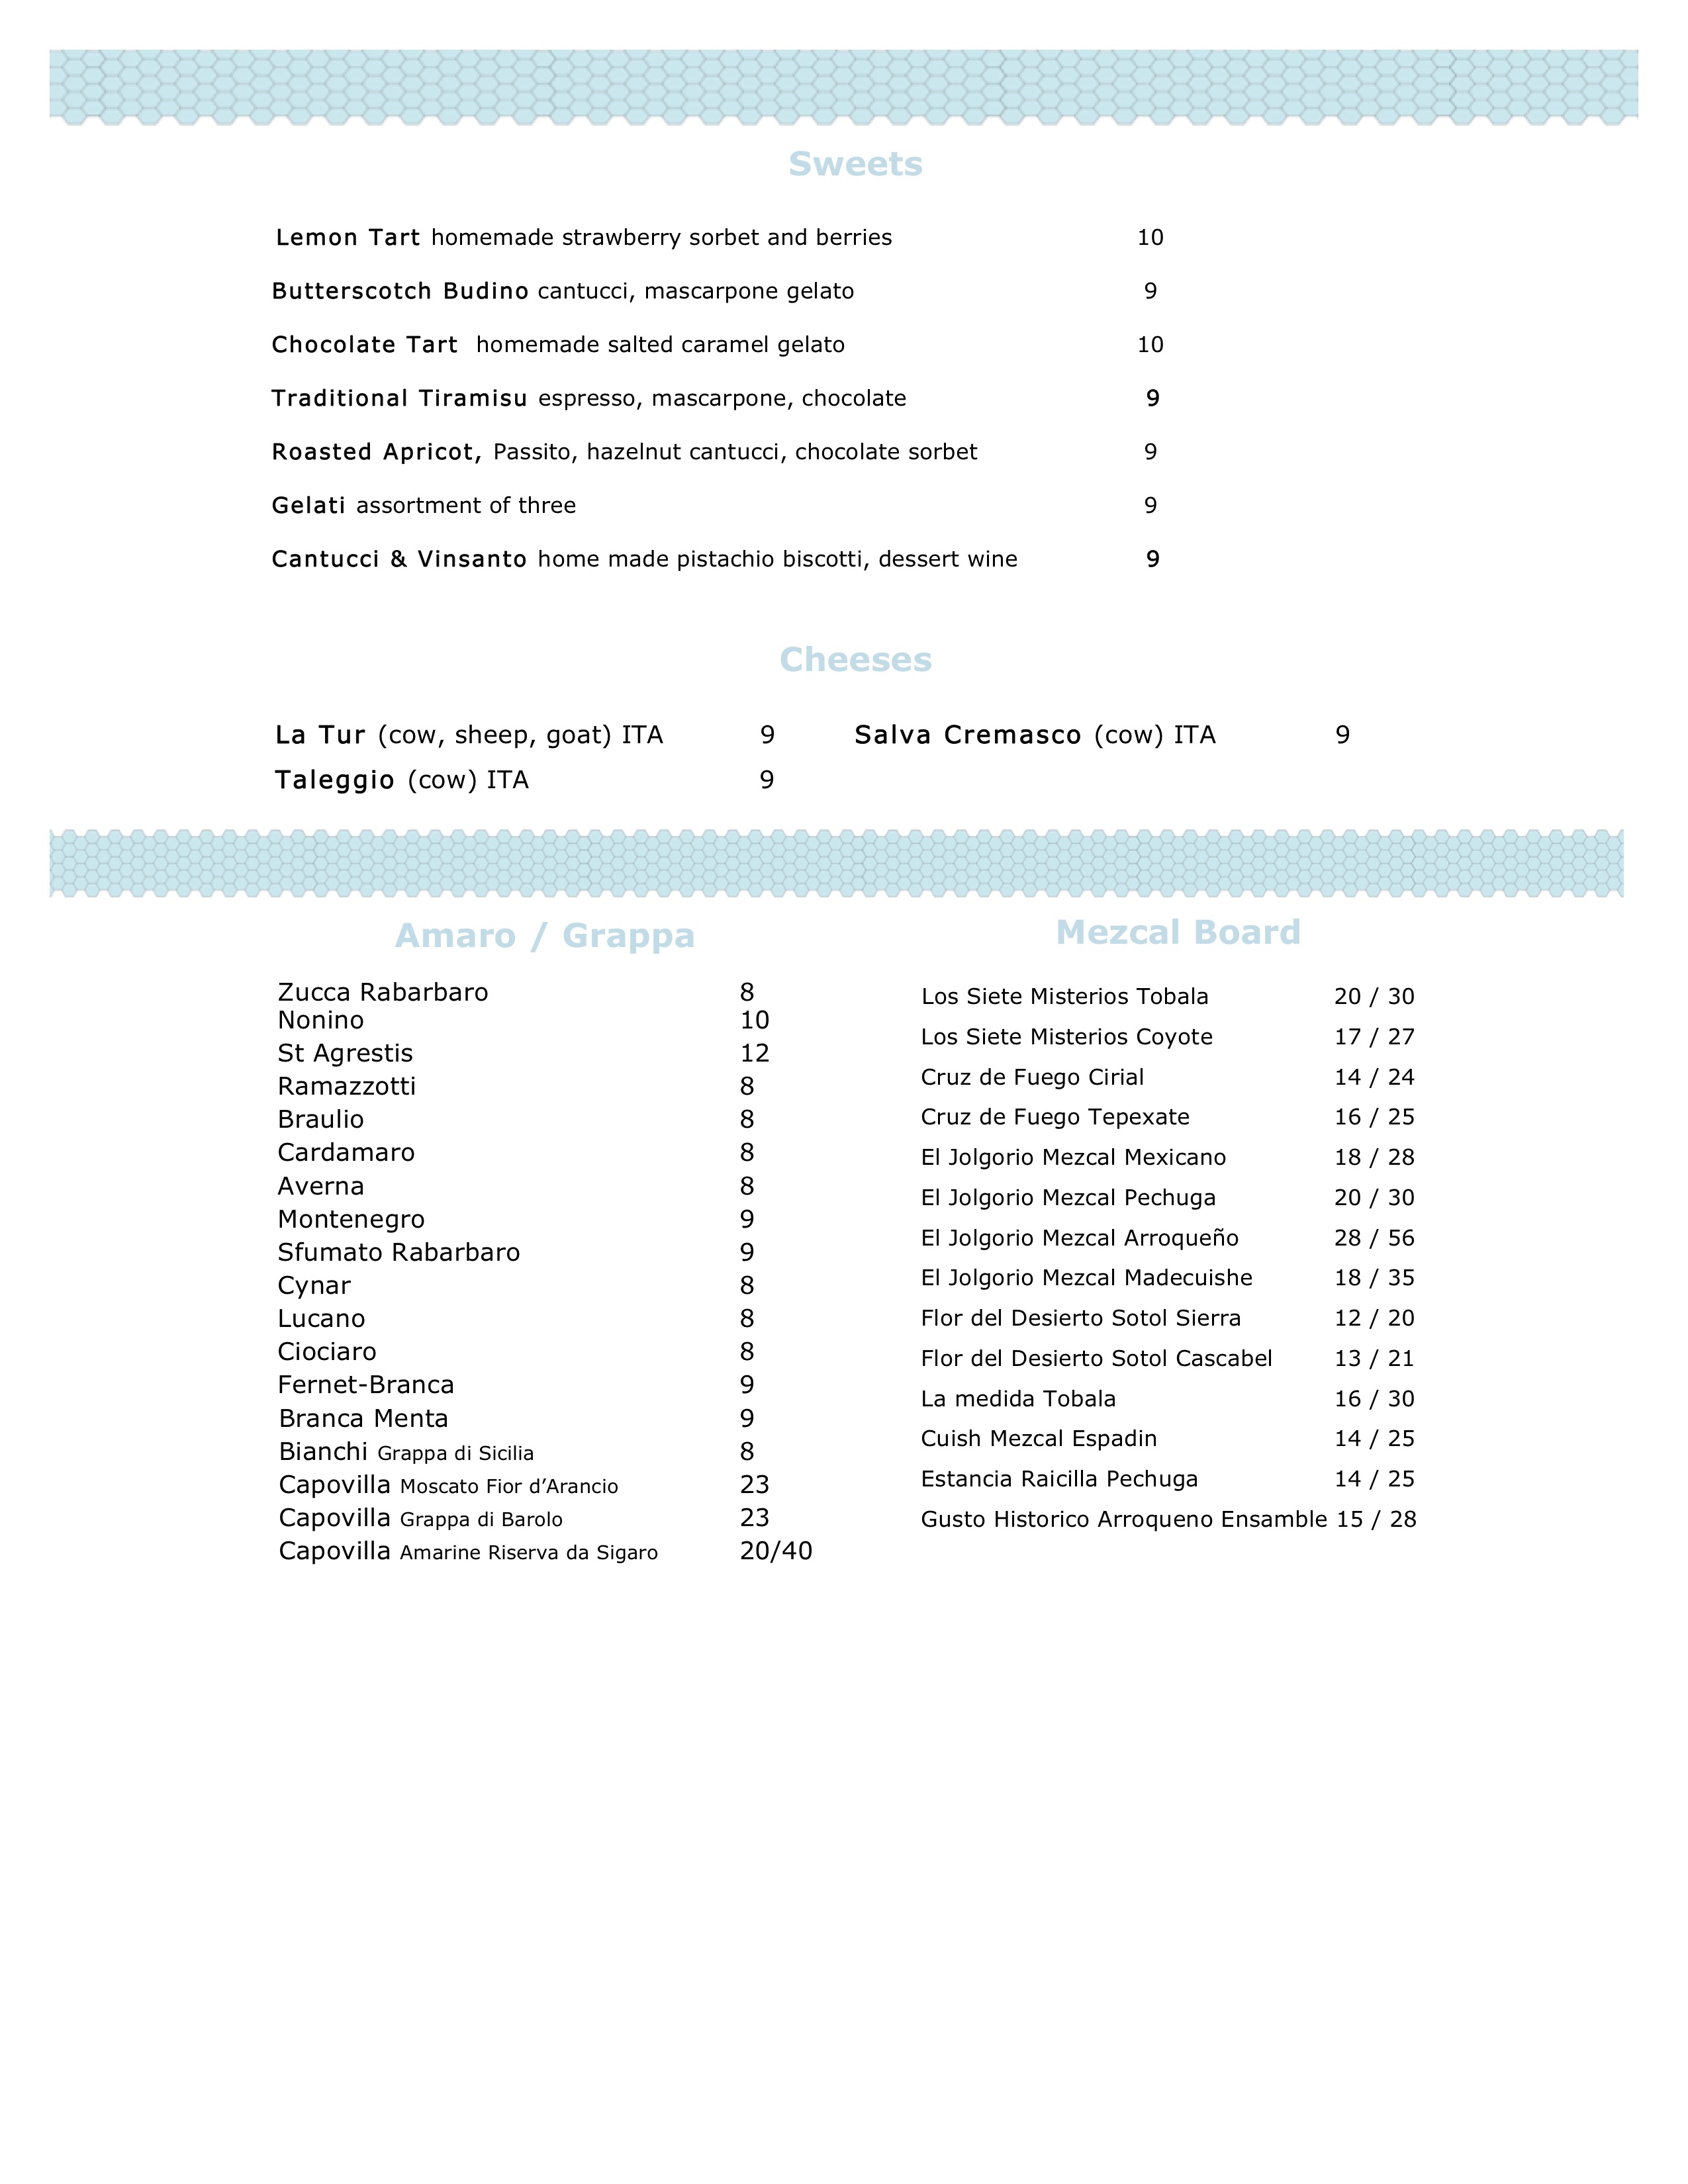 Sweets
Lemon Tart homemade strawberry sorbet and berries 10
Butterscotch Budino cantucci, mascarpone gelato 9
Chocolate Tart homemade salted caramel gelato 10
Traditional Tiramisu espresso, mascarpone, chocolate 9
Roasted Apricot, Passito, hazelnut cantucci, chocolate sorbet 9
Gelati assortment of three 9
Cantucci & Vinsanto home made pistachio biscotti, dessert wine 9
Cheeses
La Tur (cow, sheep, goat) ITA 9 Salva Cremasco (cow) ITA 9
Taleggio (cow) ITA 9
Amaro / Grappa
Zucca Rabarbaro 8
Nonino 10
St Agrestis 12
Ramazzotti 8
Braulio 8
Cardamaro 8
Averna 8
Montenegro 9
Sfumato Rabarbaro 9
Cynar 8
Lucano 8
Ciociaro 8
Fernet-Branca 9
Branca Menta 9
Bianchi Grappa di Sicilia 8
Capovilla Moscato Fior d’Arancio 23
Capovilla Grappa di Barolo 23
Capovilla Amarine Riserva da Sigaro 20/40
Mezcal Board
Los Siete Misterios Tobala 20 / 30
Los Siete Misterios Coyote 17 / 27
Cruz de Fuego Cirial 14 / 24
Cruz de Fuego Tepexate 16 / 25
El Jolgorio Mezcal Mexicano 18 / 28
El Jolgorio Mezcal Pechuga 20 / 30
El Jolgorio Mezcal Arroqueño 28 / 56
El Jolgorio Mezcal Madecuishe 18 / 35
Flor del Desierto Sotol Sierra 12 / 20
Flor del Desierto Sotol Cascabel 13 / 21
La medida Tobala 16 / 30
Cuish Mezcal Espadin 14 / 25
Estancia Raicilla Pechuga 14 / 25
Gusto Historico Arroqueno Ensamble 15 / 28